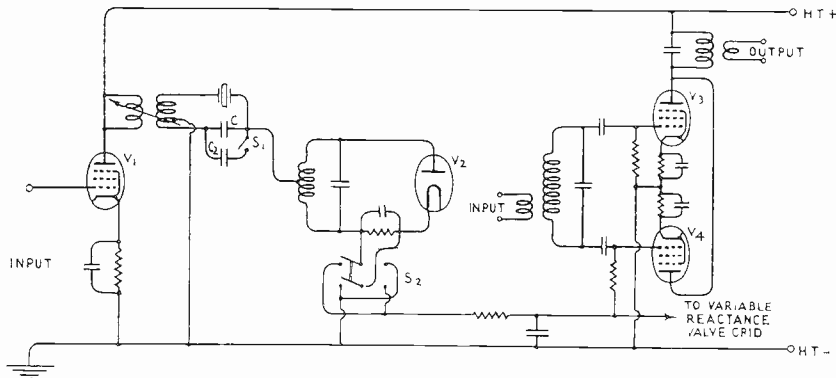 HT+
OUTPUT
V1
C
C2
S1
V2
V3
INPUT
INPUT
V4
S2
TO VARIABLE
REACTANCE
VALVE GRID
HT-